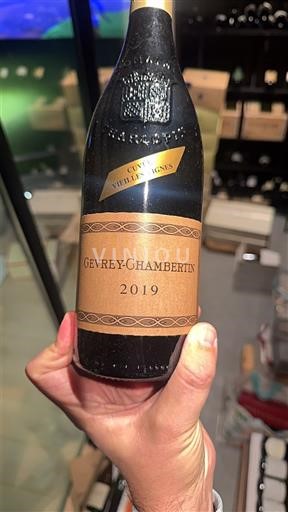 CUVÉE
VIEILLES VIGNES
GEVREY-CHAMBERTIN
2019